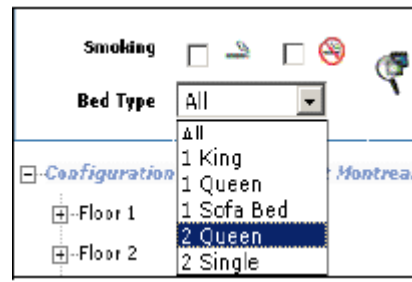 Smoking
Bed Type All
All
1 King
Configuration Montrea
1 Queen
Floor 1 1 Sofa Bed
2 Queen
Floor 2 2 Single